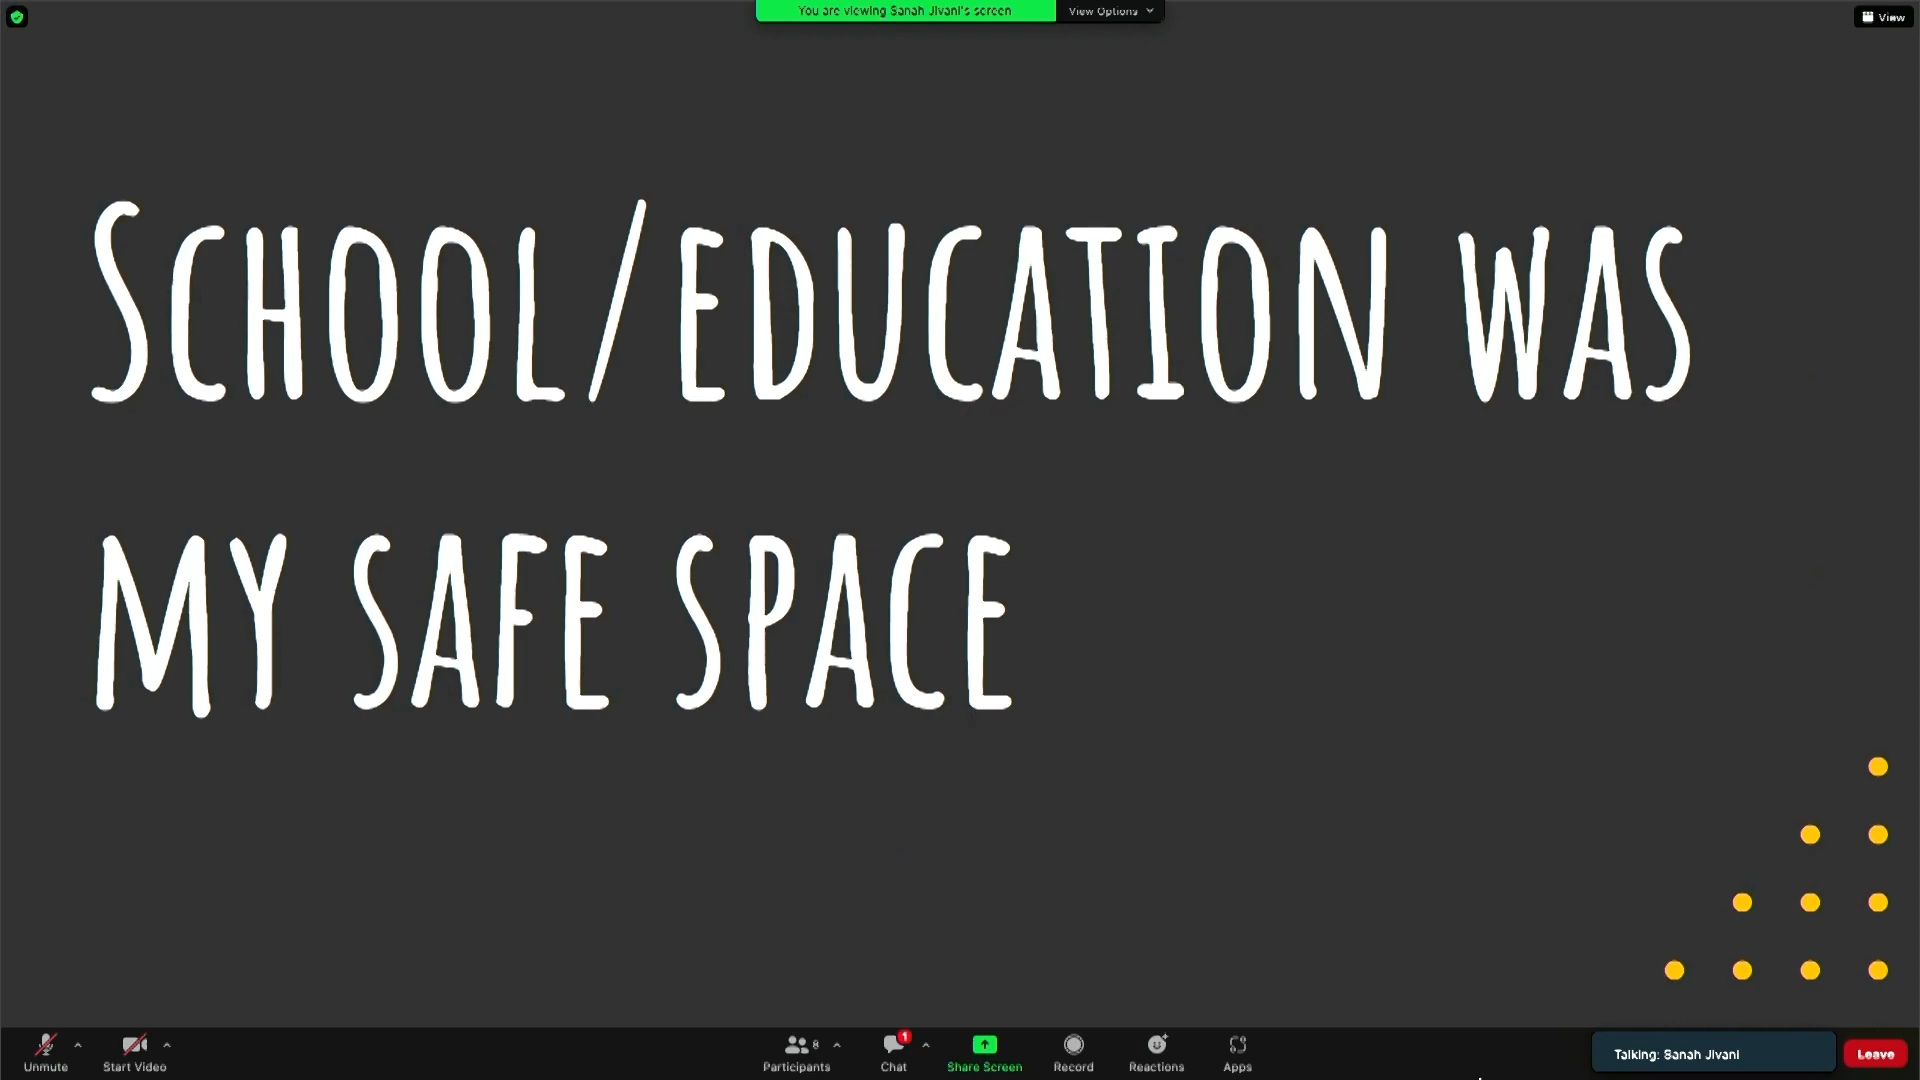 You are viewing Sanah Jivani's screen
View Options
View
School/education was
my safe space
8
1
Unmute
Start Video
Participants
Chat
Share Screen
Record
Reactions
Apps
Talking: Sanah Jivani
Leave